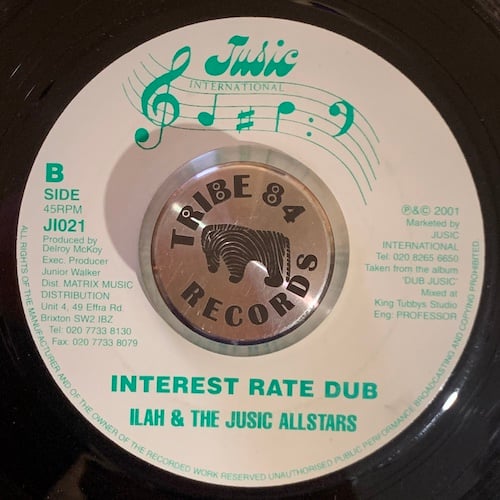 Jusic
INTERNATIONAL
B
SIDE
45RPM
JI021
Produced by
Delroy McKoy
Exec. Producer
Junior Walker
Dist. MATRIX MUSIC
DISTRIBUTION
Unit 4, 49 Effra Rd
Brixton SW2 IBZ
Tel: 020 7733 8130
Fax: 020 7733 8079
TRIBE 84
RECORDS
℗&© 2001
Marketed by
JUSIC
INTERNATIONAL
Tel. 020 8265 6650
Taken from the album
'DUB JUSIC'
Mixed at
King Tubbys Studio
Eng: PROFESSOR
INTEREST RATE DUB
ILAH & THE JUSIC ALLSTARS
ALL RIGHTS OF THE MANUFACTURER AND OF THE OWNER OF THE RECORDED WORK RESERVED.UNAUTHORISED PUBLIC PERFORMANCE BROADCASTING AND COPYING PROHIBITED